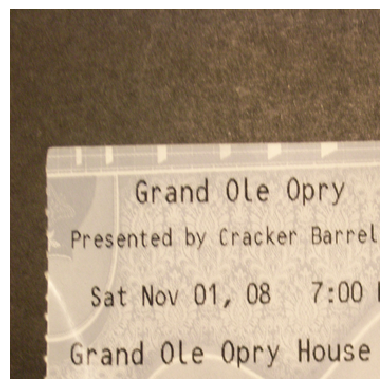 Grand Ole Opry
Presented by Cracker Barrel
Sat Nov 01, 08 7:00
Grand Ole Opry House